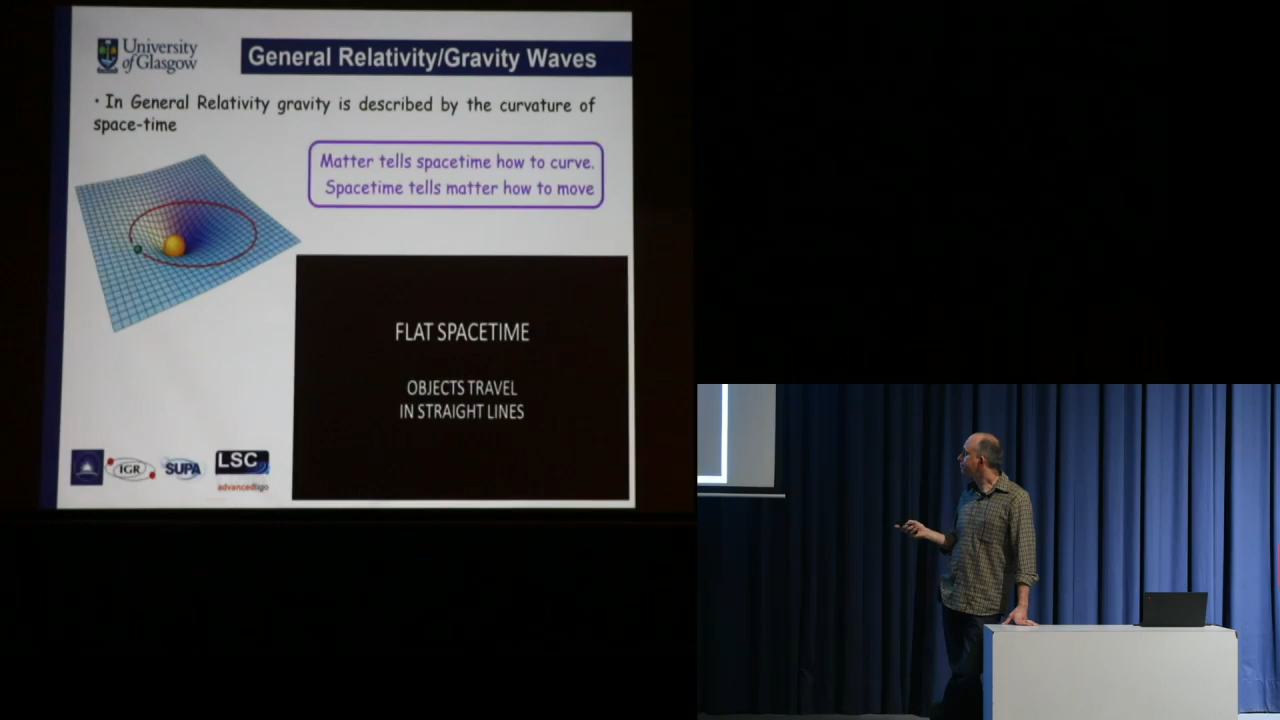 University
of Glasgow
General Relativity/Gravity Waves
• In General Relativity gravity is described by the curvature of
space-time
Matter tells spacetime how to curve.
Spacetime tells matter how to move
FLAT SPACETIME
OBJECTS TRAVEL
IN STRAIGHT LINES
IGR
SUPA
LSC
advancedligo